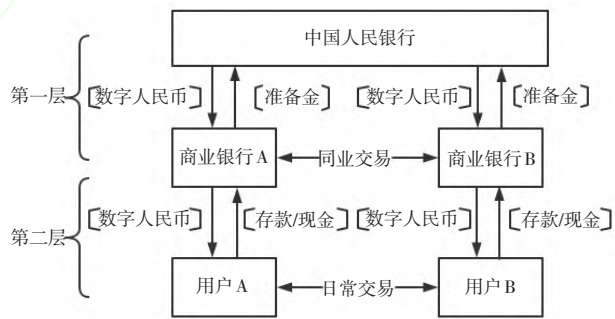 中国人民银行
第一层
〔数字人民币〕 〔准备金〕 〔数字人民币〕 〔准备金〕
商业银行A 同业交易 商业银行B
第二层
〔数字人民币〕 〔存款/现金〕 〔数字人民币〕 〔存款/现金〕
用户A 日常交易 用户B